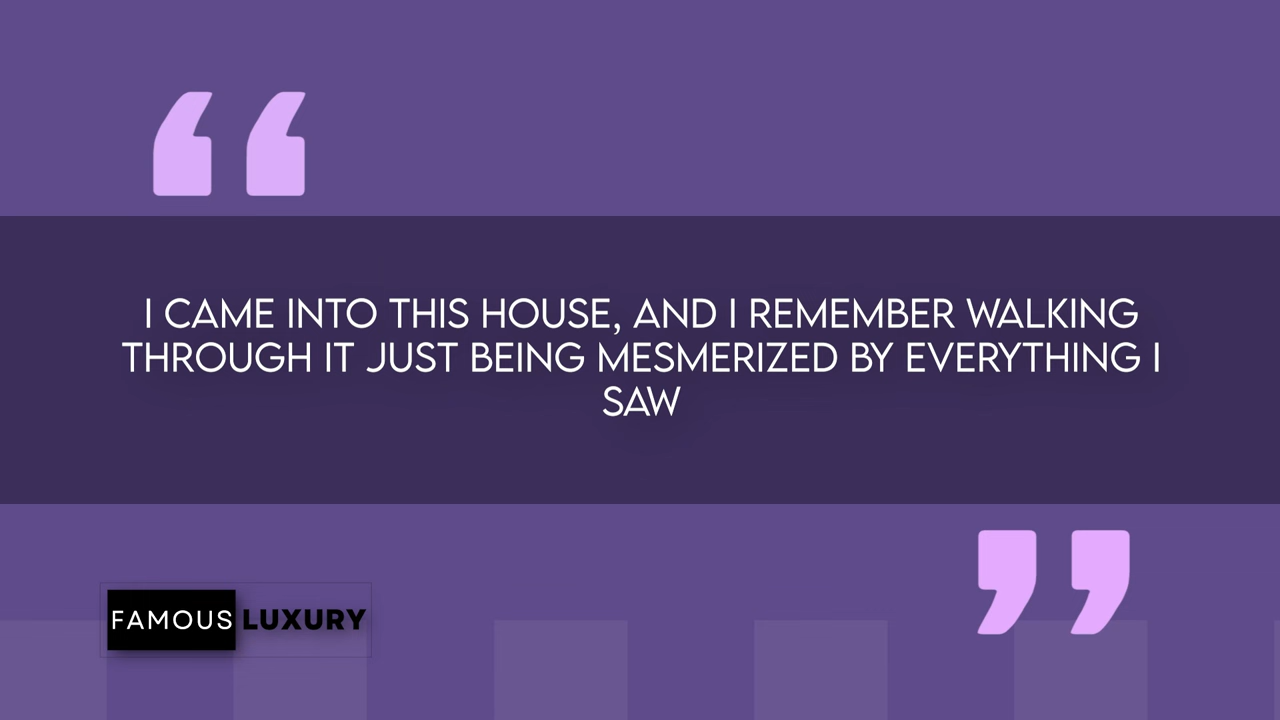 “
I CAME INTO THIS HOUSE, AND I REMEMBER WALKING
THROUGH IT JUST BEING MESMERIZED BY EVERYTHING I
SAW
”
FAMOUS LUXURY